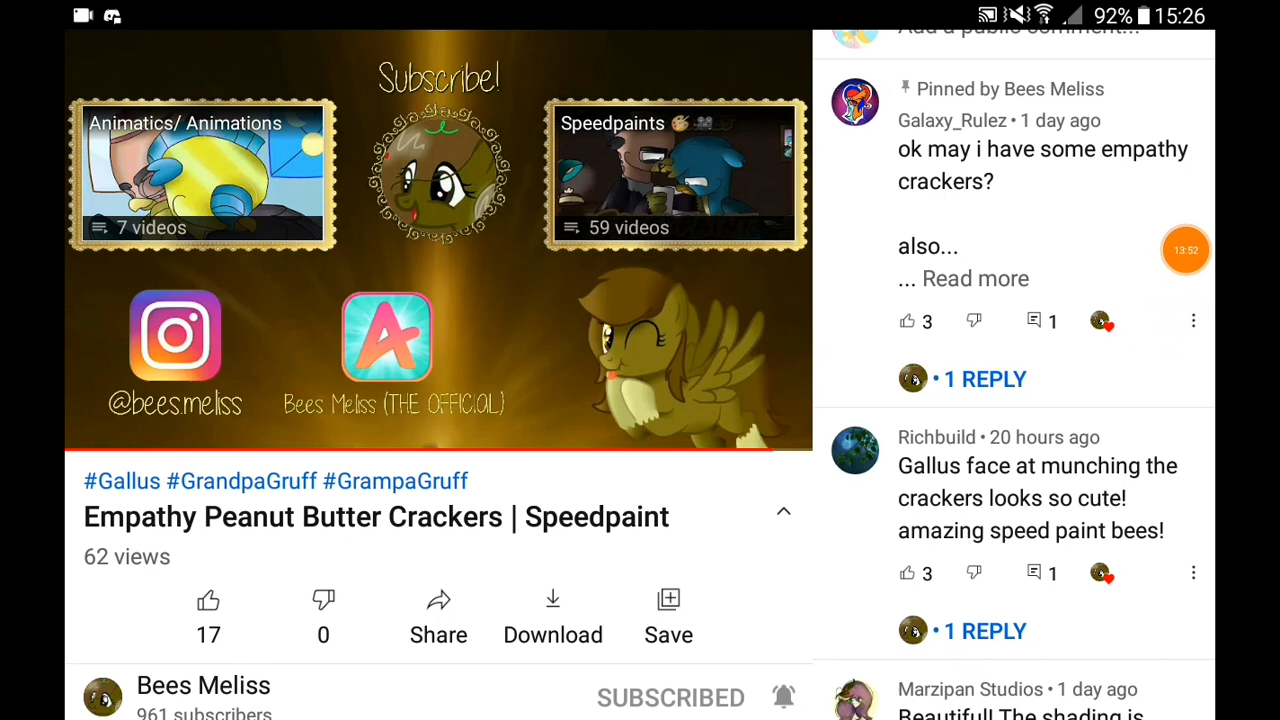 92% 15:26
Subscribe!
Animatics/ Animations
7 videos
Speedpaints
59 videos
@bees.meliss
Bees Meliss (THE OFFICIAL)
#Gallus #GrandpaGruff #GrampaGruff
Empathy Peanut Butter Crackers | Speedpaint
62 views
17
0
Share
Download
Save
Bees Meliss
961 subscribers
SUBSCRIBED
Add a public comment...
Pinned by Bees Meliss
Galaxy_Rulez • 1 day ago
ok may i have some empathy
crackers?
also...
... Read more
3
1
• 1 REPLY
13:52
Richbuild • 20 hours ago
Gallus face at munching the
crackers looks so cute!
amazing speed paint bees!
3
1
• 1 REPLY
Marzipan Studios • 1 day ago
Beautiful! The shading is